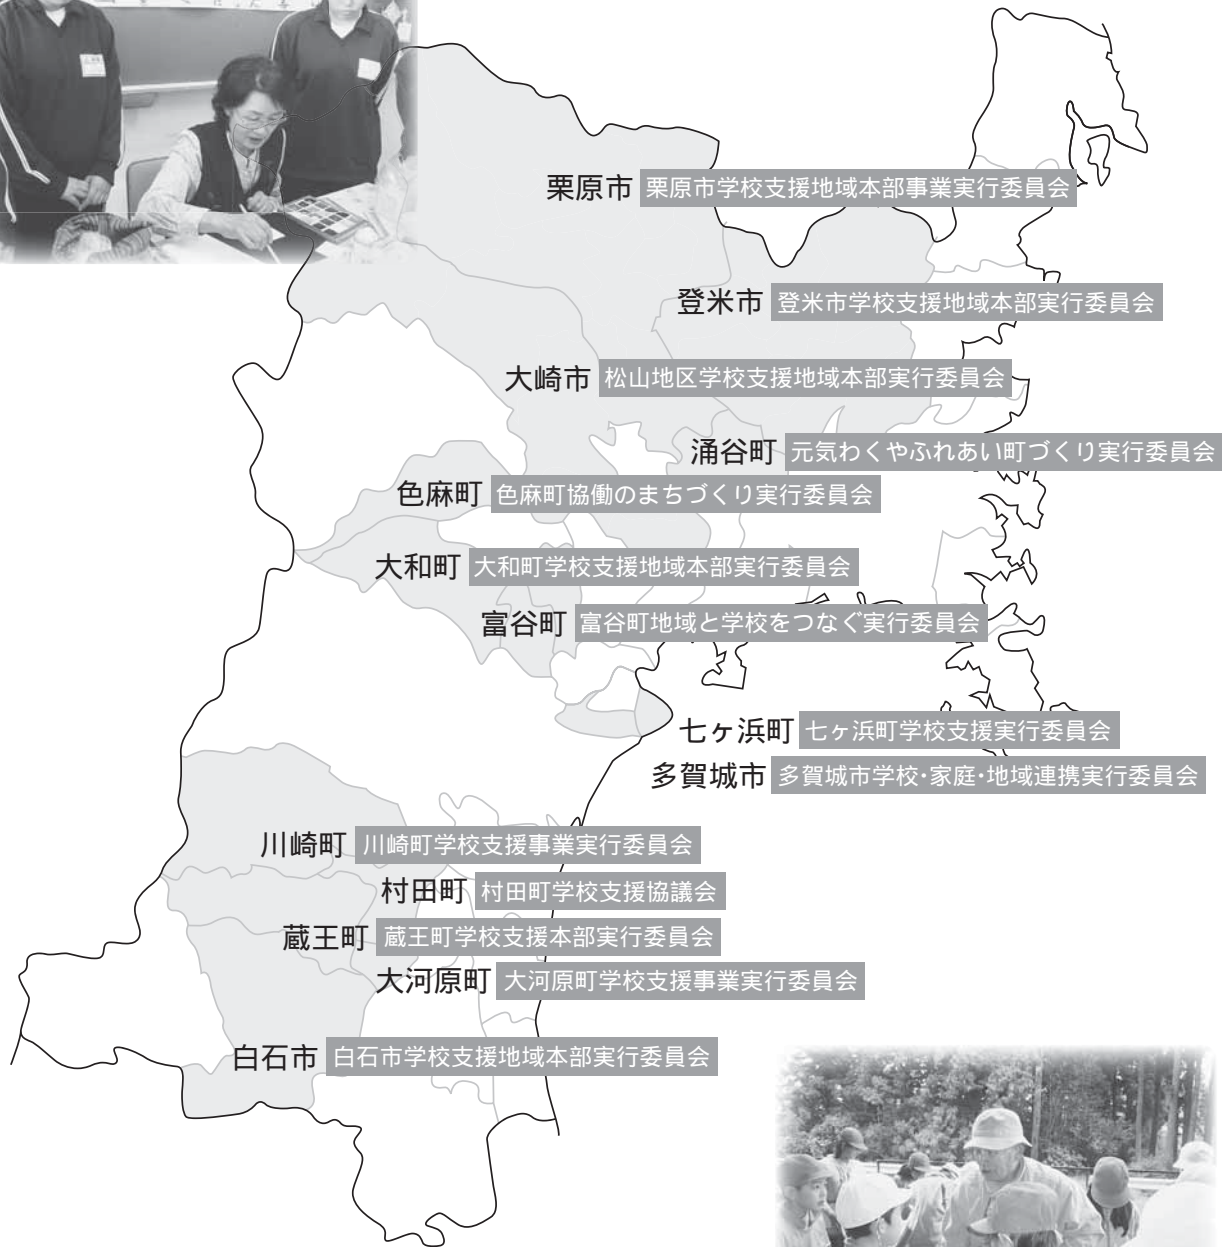 栗原市 栗原市学校支援地域本部事業実行委員会
登米市 登米市学校支援地域本部実行委員会
大崎市 松山地区学校支援地域本部実行委員会
涌谷町 元気わくやふれあい町づくり実行委員会
色麻町 色麻町協働のまちづくり実行委員会
大和町 大和町学校支援地域本部実行委員会
富谷町 富谷町地域と学校をつなぐ実行委員会
七ヶ浜町 七ヶ浜町学校支援実行委員会
多賀城市 多賀城市学校・家庭・地域連携実行委員会
川崎町 川崎町学校支援事業実行委員会
村田町 村田町学校支援協議会
蔵王町 蔵王町学校支援本部実行委員会
大河原町 大河原町学校支援事業実行委員会
白石市 白石市学校支援地域本部実行委員会